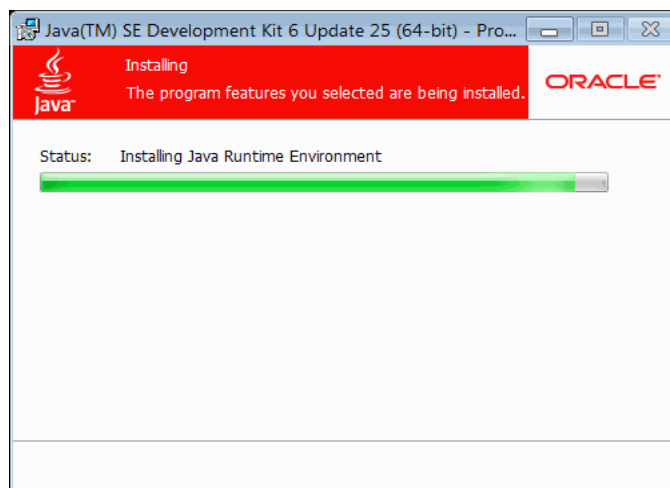 Java(TM) SE Development Kit 6 Update 25 (64-bit) - Pro...
Installing
The program features you selected are being installed.
Java
ORACLE
Status: Installing Java Runtime Environment